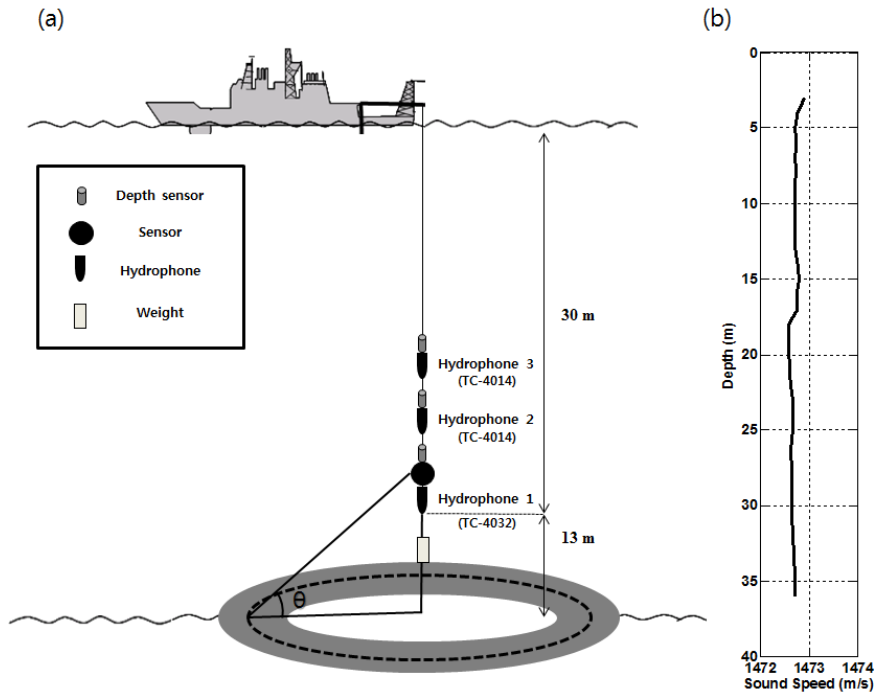 (a)
Depth sensor
Sensor
Hydrophone
Weight
Hydrophone 3
(TC-4014)
Hydrophone 2
(TC-4014)
Hydrophone 1
(TC-4032)
30 m
13 m
θ
(b)
0
5
10
15
20
25
30
35
40
Depth (m)
1472 1473 1474
Sound Speed (m/s)